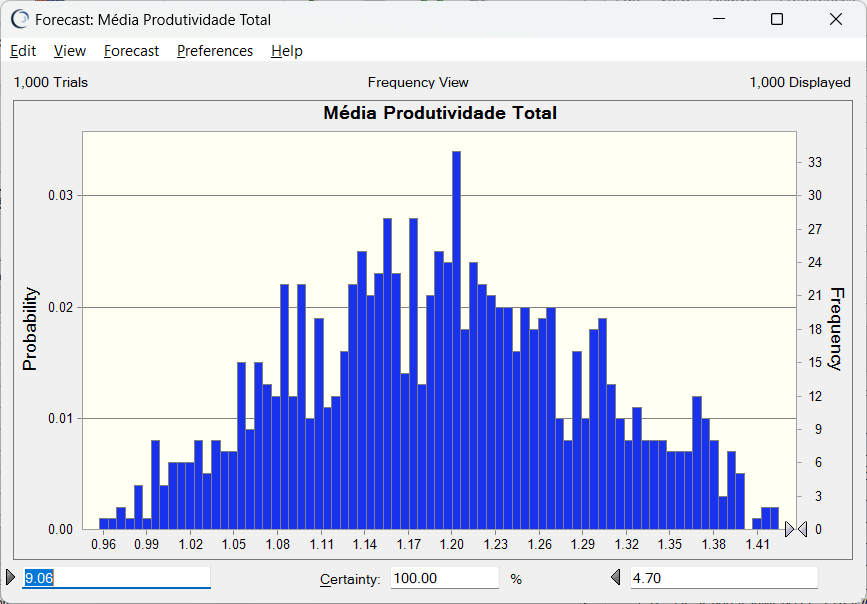 Forecast: Média Produtividade Total
Edit View Forecast Preferences Help
1,000 Trials Frequency View 1,000 Displayed
Média Produtividade Total
Probability
0.03
0.02
0.01
0.00
33
30
27
24
21
18
15
12
9
6
3
0
Frequency
0.96 0.99 1.02 1.05 1.08 1.11 1.14 1.17 1.20 1.23 1.26 1.29 1.32 1.35 1.38 1.41
9.06 Certainty: 100.00 % 4.70